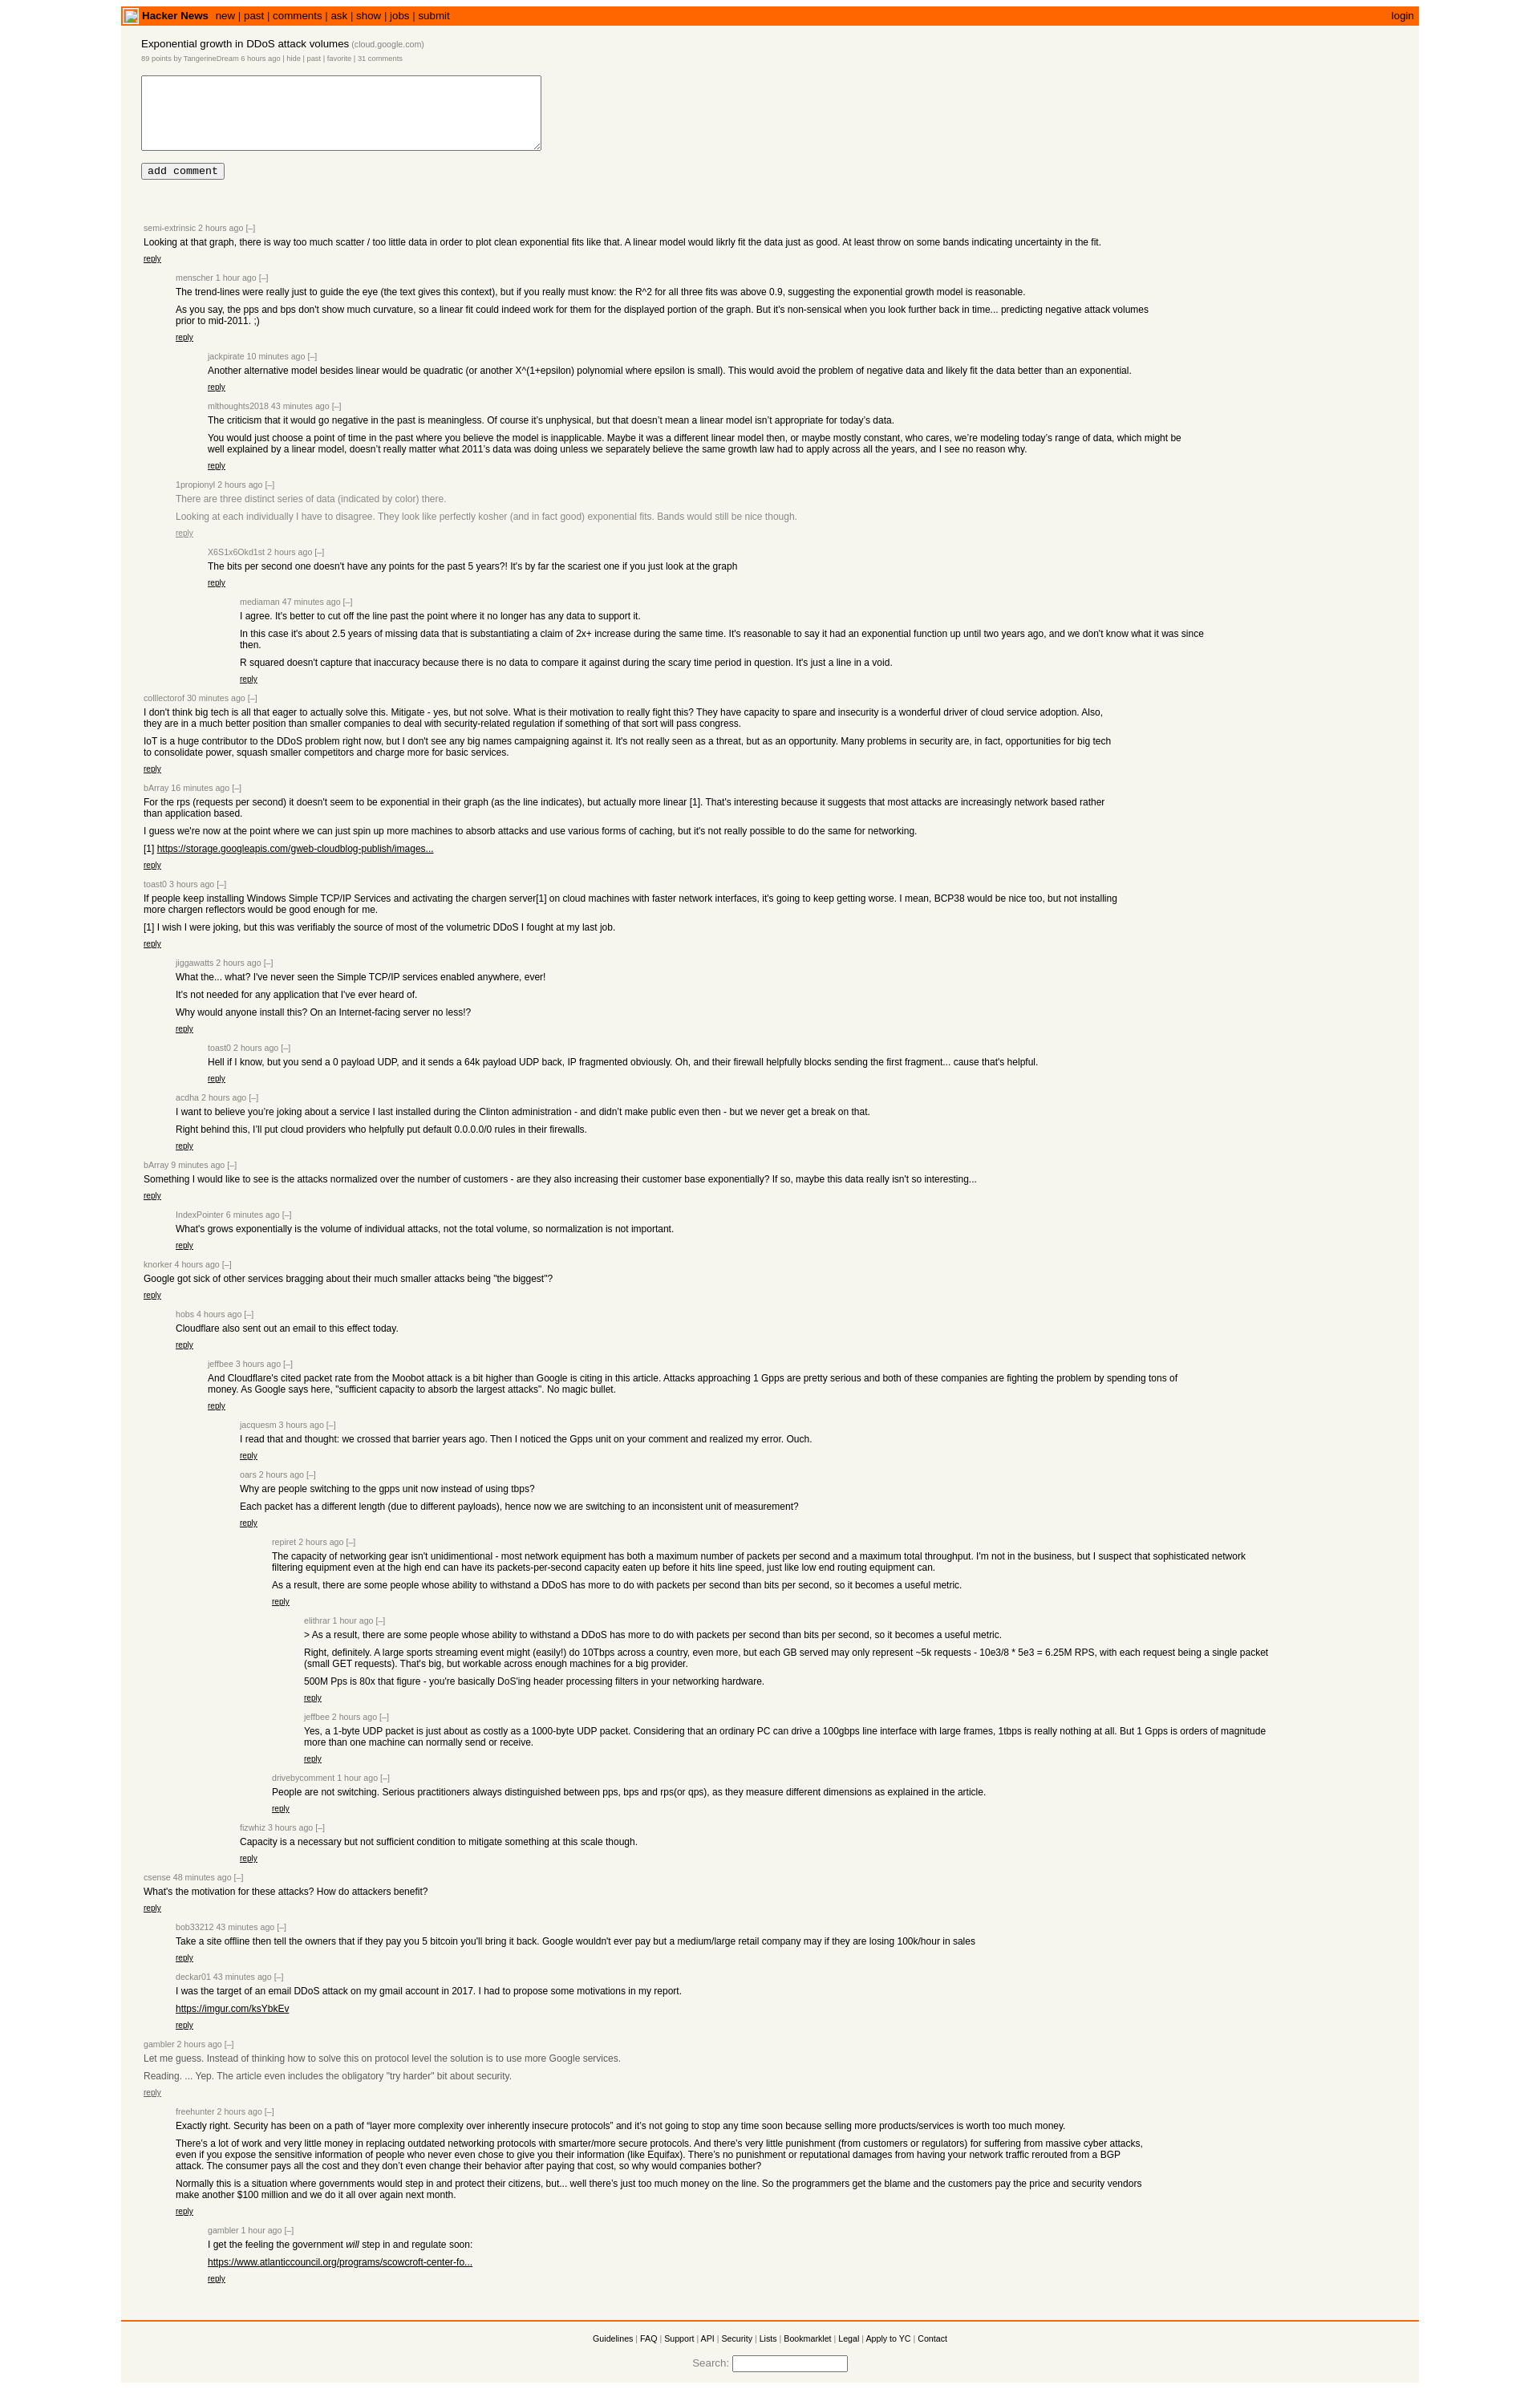 Hacker News new | past | comments | ask | show | jobs | submit login
Exponential growth in DDoS attack volumes (cloud.google.com)
89 points by TangerineDream 6 hours ago | hide | past | favorite | 31 comments
add comment
semi-extrinsic 2 hours ago [–]
Looking at that graph, there is way too much scatter / too little data in order to plot clean exponential fits like that. A linear model would likrly fit the data just as good. At least throw on some bands indicating uncertainty in the fit.
reply
menscher 1 hour ago [–]
The trend-lines were really just to guide the eye (the text gives this context), but if you really must know: the R^2 for all three fits was above 0.9, suggesting the exponential growth model is reasonable.
As you say, the pps and bps don't show much curvature, so a linear fit could indeed work for them for the displayed portion of the graph. But it's non-sensical when you look further back in time... predicting negative attack volumes
prior to mid-2011. ;)
reply
jackpirate 10 minutes ago [–]
Another alternative model besides linear would be quadratic (or another X^(1+epsilon) polynomial where epsilon is small). This would avoid the problem of negative data and likely fit the data better than an exponential.
reply
mlthoughts2018 43 minutes ago [–]
The criticism that it would go negative in the past is meaningless. Of course it’s unphysical, but that doesn’t mean a linear model isn’t appropriate for today’s data.
You would just choose a point of time in the past where you believe the model is inapplicable. Maybe it was a different linear model then, or maybe mostly constant, who cares, we’re modeling today’s range of data, which might be
well explained by a linear model, doesn’t really matter what 2011’s data was doing unless we separately believe the same growth law had to apply across all the years, and I see no reason why.
reply
1propionyl 2 hours ago [–]
There are three distinct series of data (indicated by color) there.
Looking at each individually I have to disagree. They look like perfectly kosher (and in fact good) exponential fits. Bands would still be nice though.
reply
X6S1x6Okd1st 2 hours ago [–]
The bits per second one doesn't have any points for the past 5 years?! It's by far the scariest one if you just look at the graph
reply
mediaman 47 minutes ago [–]
I agree. It's better to cut off the line past the point where it no longer has any data to support it.
In this case it's about 2.5 years of missing data that is substantiating a claim of 2x+ increase during the same time. It's reasonable to say it had an exponential function up until two years ago, and we don't know what it was since
then.
R squared doesn't capture that inaccuracy because there is no data to compare it against during the scary time period in question. It's just a line in a void.
reply
colllectorof 30 minutes ago [–]
I don't think big tech is all that eager to actually solve this. Mitigate - yes, but not solve. What is their motivation to really fight this? They have capacity to spare and insecurity is a wonderful driver of cloud service adoption. Also,
they are in a much better position than smaller companies to deal with security-related regulation if something of that sort will pass congress.
IoT is a huge contributor to the DDoS problem right now, but I don't see any big names campaigning against it. It's not really seen as a threat, but as an opportunity. Many problems in security are, in fact, opportunities for big tech
to consolidate power, squash smaller competitors and charge more for basic services.
reply
bArray 16 minutes ago [–]
For the rps (requests per second) it doesn't seem to be exponential in their graph (as the line indicates), but actually more linear [1]. That's interesting because it suggests that most attacks are increasingly network based rather
than application based.
I guess we're now at the point where we can just spin up more machines to absorb attacks and use various forms of caching, but it's not really possible to do the same for networking.
[1] https://storage.googleapis.com/gweb-cloudblog-publish/images...
reply
toast0 3 hours ago [–]
If people keep installing Windows Simple TCP/IP Services and activating the chargen server[1] on cloud machines with faster network interfaces, it's going to keep getting worse. I mean, BCP38 would be nice too, but not installing
more chargen reflectors would be good enough for me.
[1] I wish I were joking, but this was verifiably the source of most of the volumetric DDoS I fought at my last job.
reply
jiggawatts 2 hours ago [–]
What the... what? I've never seen the Simple TCP/IP services enabled anywhere, ever!
It's not needed for any application that I've ever heard of.
Why would anyone install this? On an Internet-facing server no less!?
reply
toast0 2 hours ago [–]
Hell if I know, but you send a 0 payload UDP, and it sends a 64k payload UDP back, IP fragmented obviously. Oh, and their firewall helpfully blocks sending the first fragment... cause that's helpful.
reply
acdha 2 hours ago [–]
I want to believe you’re joking about a service I last installed during the Clinton administration - and didn’t make public even then - but we never get a break on that.
Right behind this, I’ll put cloud providers who helpfully put default 0.0.0.0/0 rules in their firewalls.
reply
bArray 9 minutes ago [–]
Something I would like to see is the attacks normalized over the number of customers - are they also increasing their customer base exponentially? If so, maybe this data really isn't so interesting...
reply
IndexPointer 6 minutes ago [–]
What's grows exponentially is the volume of individual attacks, not the total volume, so normalization is not important.
reply
knorker 4 hours ago [–]
Google got sick of other services bragging about their much smaller attacks being "the biggest"?
reply
hobs 4 hours ago [–]
Cloudflare also sent out an email to this effect today.
reply
jeffbee 3 hours ago [–]
And Cloudflare's cited packet rate from the Moobot attack is a bit higher than Google is citing in this article. Attacks approaching 1 Gpps are pretty serious and both of these companies are fighting the problem by spending tons of
money. As Google says here, "sufficient capacity to absorb the largest attacks". No magic bullet.
reply
jacquesm 3 hours ago [–]
I read that and thought: we crossed that barrier years ago. Then I noticed the Gpps unit on your comment and realized my error. Ouch.
reply
oars 2 hours ago [–]
Why are people switching to the gpps unit now instead of using tbps?
Each packet has a different length (due to different payloads), hence now we are switching to an inconsistent unit of measurement?
reply
repiret 2 hours ago [–]
The capacity of networking gear isn't unidimentional - most network equipment has both a maximum number of packets per second and a maximum total throughput. I'm not in the business, but I suspect that sophisticated network
filtering equipment even at the high end can have its packets-per-second capacity eaten up before it hits line speed, just like low end routing equipment can.
As a result, there are some people whose ability to withstand a DDoS has more to do with packets per second than bits per second, so it becomes a useful metric.
reply
elithrar 1 hour ago [–]
> As a result, there are some people whose ability to withstand a DDoS has more to do with packets per second than bits per second, so it becomes a useful metric.
Right, definitely. A large sports streaming event might (easily!) do 10Tbps across a country, even more, but each GB served may only represent ~5k requests - 10e3/8 * 5e3 = 6.25M RPS, with each request being a single packet
(small GET requests). That's big, but workable across enough machines for a big provider.
500M Pps is 80x that figure - you're basically DoS'ing header processing filters in your networking hardware.
reply
jeffbee 2 hours ago [–]
Yes, a 1-byte UDP packet is just about as costly as a 1000-byte UDP packet. Considering that an ordinary PC can drive a 100gbps line interface with large frames, 1tbps is really nothing at all. But 1 Gpps is orders of magnitude
more than one machine can normally send or receive.
reply
drivebycomment 1 hour ago [–]
People are not switching. Serious practitioners always distinguished between pps, bps and rps(or qps), as they measure different dimensions as explained in the article.
reply
fizwhiz 3 hours ago [–]
Capacity is a necessary but not sufficient condition to mitigate something at this scale though.
reply
csense 48 minutes ago [–]
What's the motivation for these attacks? How do attackers benefit?
reply
bob33212 43 minutes ago [–]
Take a site offline then tell the owners that if they pay you 5 bitcoin you'll bring it back. Google wouldn't ever pay but a medium/large retail company may if they are losing 100k/hour in sales
reply
deckar01 43 minutes ago [–]
I was the target of an email DDoS attack on my gmail account in 2017. I had to propose some motivations in my report.
https://imgur.com/ksYbkEv
reply
gambler 2 hours ago [–]
Let me guess. Instead of thinking how to solve this on protocol level the solution is to use more Google services.
Reading. ... Yep. The article even includes the obligatory "try harder" bit about security.
reply
freehunter 2 hours ago [–]
Exactly right. Security has been on a path of “layer more complexity over inherently insecure protocols” and it’s not going to stop any time soon because selling more products/services is worth too much money.
There’s a lot of work and very little money in replacing outdated networking protocols with smarter/more secure protocols. And there’s very little punishment (from customers or regulators) for suffering from massive cyber attacks,
even if you expose the sensitive information of people who never even chose to give you their information (like Equifax). There’s no punishment or reputational damages from having your network traffic rerouted from a BGP
attack. The consumer pays all the cost and they don’t even change their behavior after paying that cost, so why would companies bother?
Normally this is a situation where governments would step in and protect their citizens, but... well there’s just too much money on the line. So the programmers get the blame and the customers pay the price and security vendors
make another $100 million and we do it all over again next month.
reply
gambler 1 hour ago [–]
I get the feeling the government will step in and regulate soon:
https://www.atlanticcouncil.org/programs/scowcroft-center-fo...
reply
Guidelines | FAQ | Support | API | Security | Lists | Bookmarklet | Legal | Apply to YC | Contact
Search: